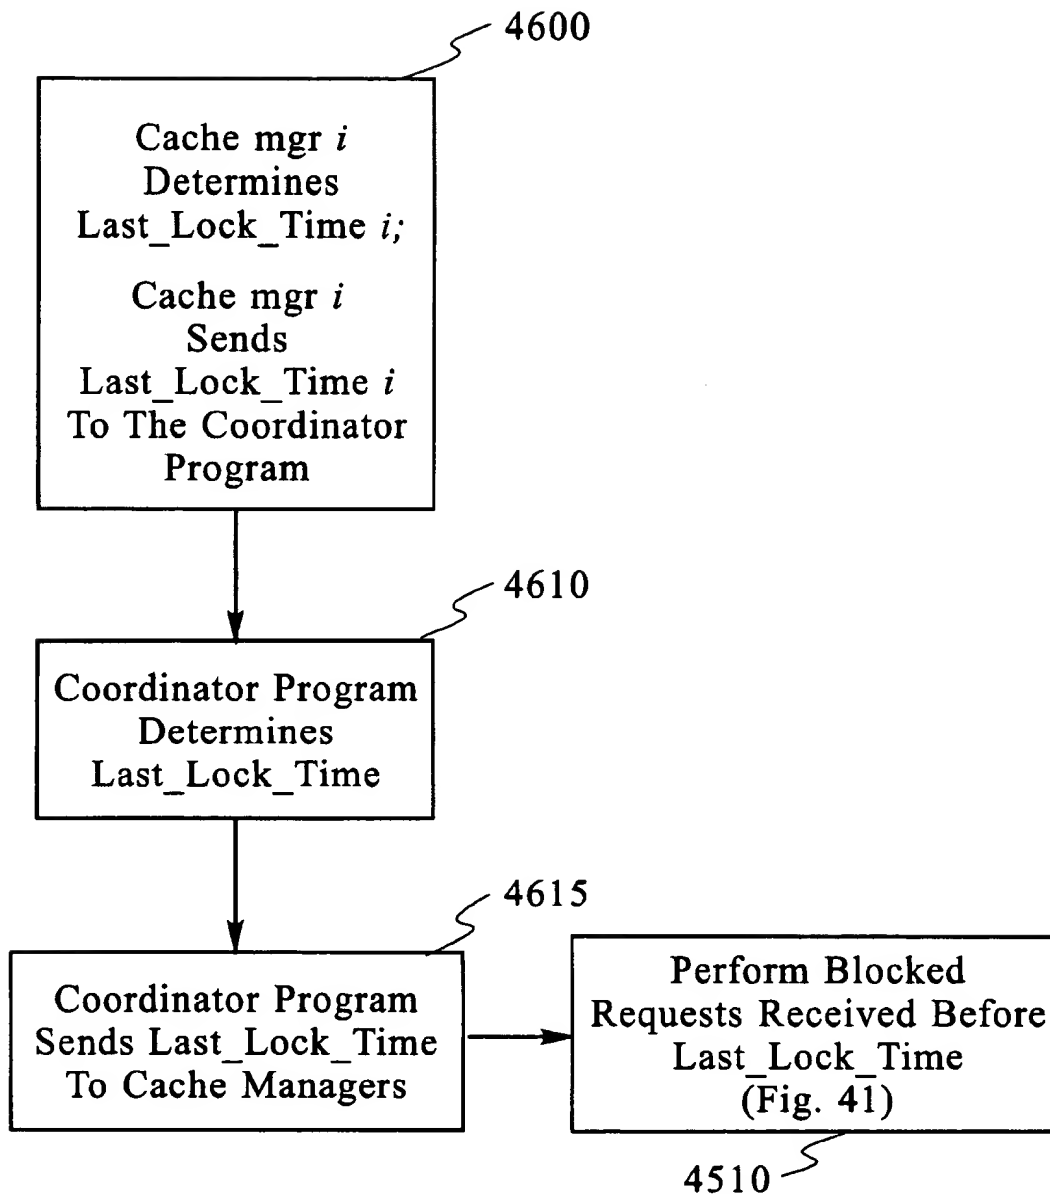 4600
Cache mgr i
Determines
Last_Lock_Time i;
Cache mgr i
Sends
Last_Lock_Time i
To The Coordinator
Program
4610
Coordinator Program
Determines
Last_Lock_Time
4615
Coordinator Program
Sends Last_Lock_Time
To Cache Managers
Perform Blocked
Requests Received Before
Last_Lock_Time
(Fig. 41)
4510